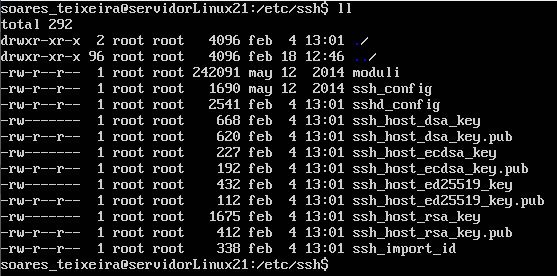 soares_teixeira@servidorLinux21:/etc/ssh$ ll
total 292
drwxr-xr-x  2 root root   4096 feb  4 13:01 ./
drwxr-xr-x 96 root root   4096 feb 18 12:46 ../
-rw-r--r--  1 root root 242091 may 12  2014 moduli
-rw-r--r--  1 root root   1690 may 12  2014 ssh_config
-rw-r--r--  1 root root   2541 feb  4 13:01 sshd_config
-rw-------  1 root root    668 feb  4 13:01 ssh_host_dsa_key
-rw-r--r--  1 root root    620 feb  4 13:01 ssh_host_dsa_key.pub
-rw-------  1 root root    227 feb  4 13:01 ssh_host_ecdsa_key
-rw-r--r--  1 root root    192 feb  4 13:01 ssh_host_ecdsa_key.pub
-rw-------  1 root root    432 feb  4 13:01 ssh_host_ed25519_key
-rw-r--r--  1 root root    112 feb  4 13:01 ssh_host_ed25519_key.pub
-rw-------  1 root root   1675 feb  4 13:01 ssh_host_rsa_key
-rw-r--r--  1 root root    412 feb  4 13:01 ssh_host_rsa_key.pub
-rw-r--r--  1 root root    338 feb  4 13:01 ssh_import_id
soares_teixeira@servidorLinux21:/etc/ssh$